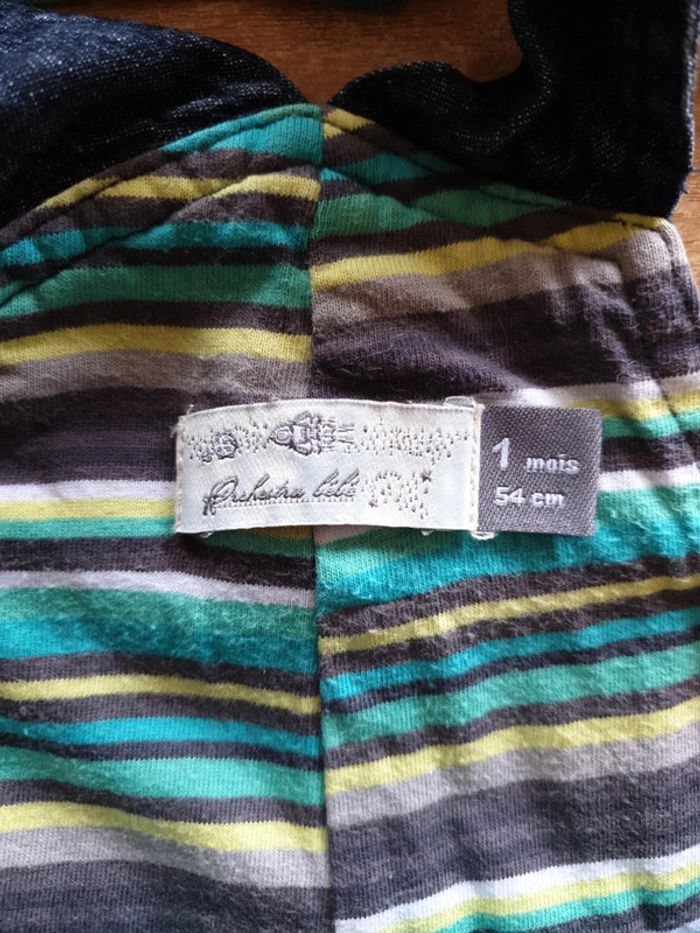 Orchestra bébé
1 mois
54 cm